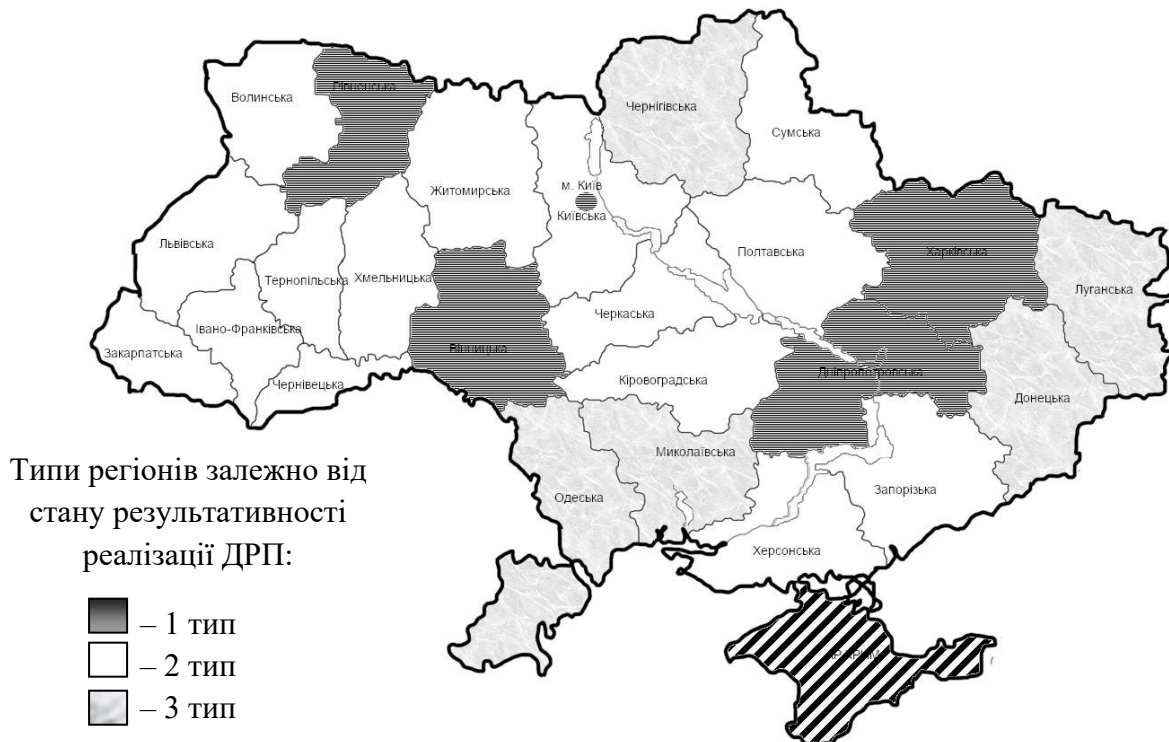 Волинська
Рівненська
Чернігівська
Сумська
Житомирська
м. Київ
Київська
Львівська
Тернопільська
Хмельницька
Полтавська
Харківська
Луганська
Івано-Франківська
Закарпатська
Чернівецька
Вінницька
Черкаська
Кіровоградська
Дніпропетровська
Донецька
Миколаївська
Одеська
Запорізька
Херсонська
Типи регіонів залежно від
стану результативності
реалізації ДРП:
– 1 тип
– 2 тип
– 3 тип